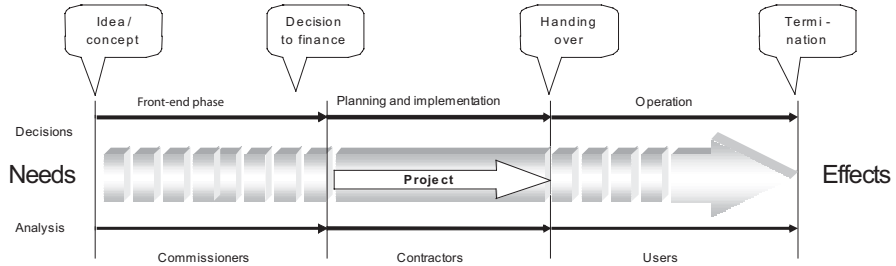 Idea /
concept
Decision
to finance
Handing
over
Termi -
nation
Front-end phase
Planning and implementation
Operation
Decisions
Needs
Project
Effects
Analysis
Commissioners
Contractors
Users